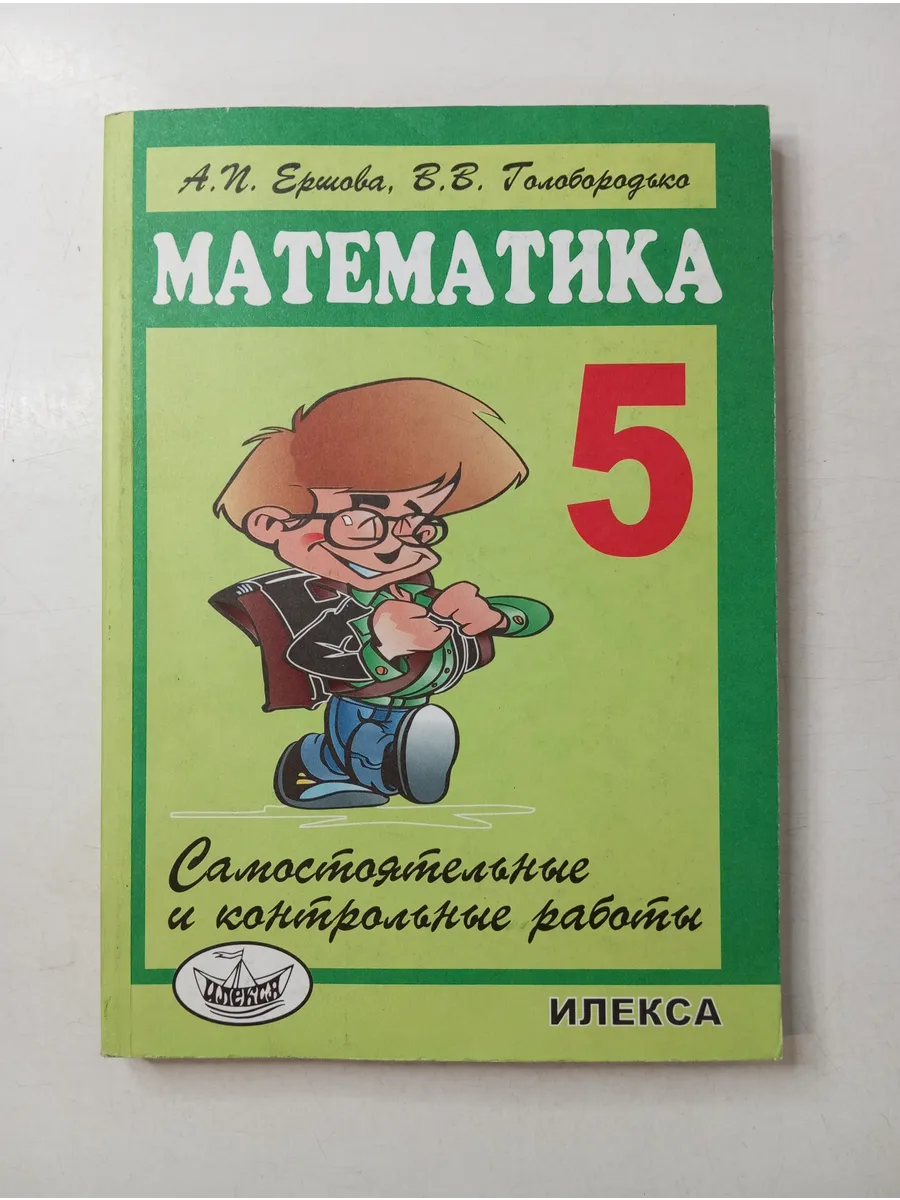 А.П. Ершова, В.В. Голобородько
МАТЕМАТИКА
5
Самостоятельные
и контрольные работы
илекса
ИЛЕКСА